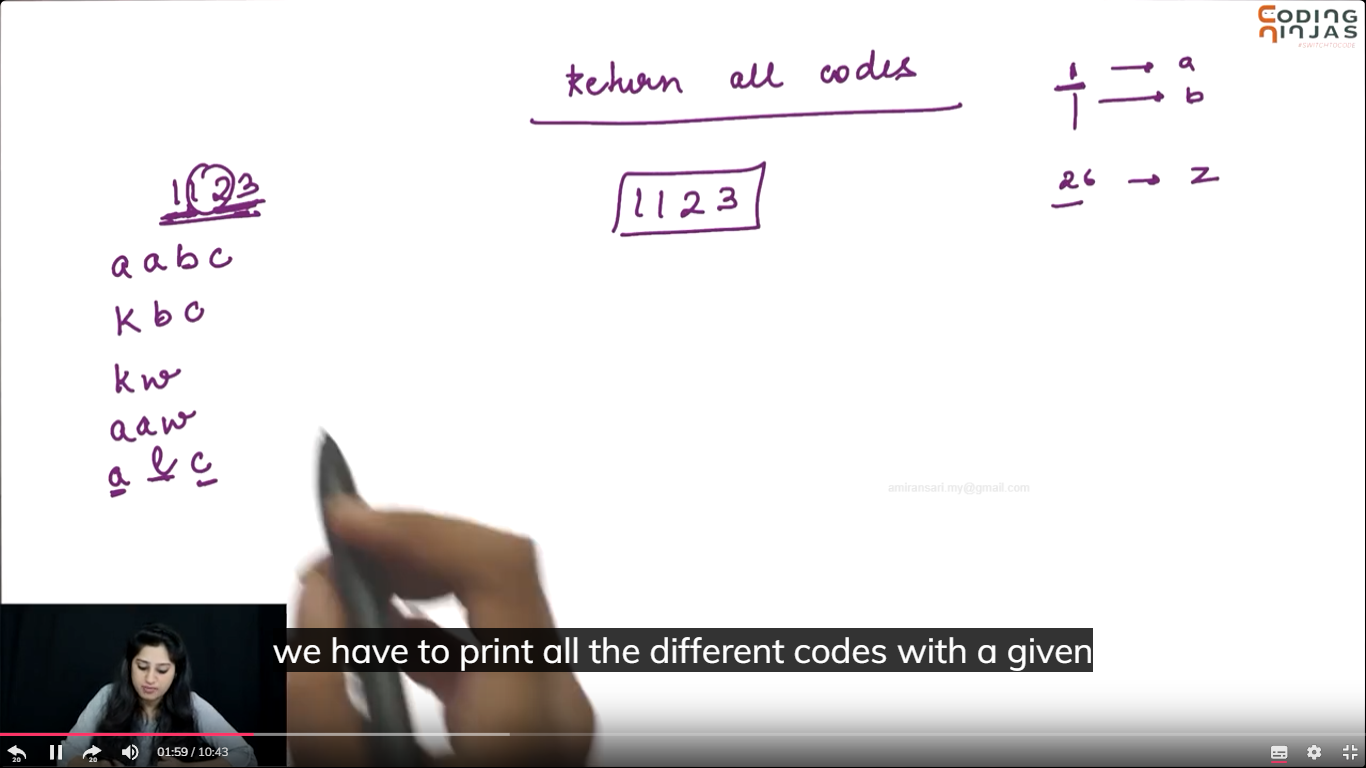 CODING
NINJAS
#SWITCHTOCODE
Return all codes
1 → a
→ b
26 → z
1123
1123
aabc
kbc
kw
aaw
alc
amiransari.my@gmail.com
we have to print all the different codes with a given
20
20
01:59 / 10:43